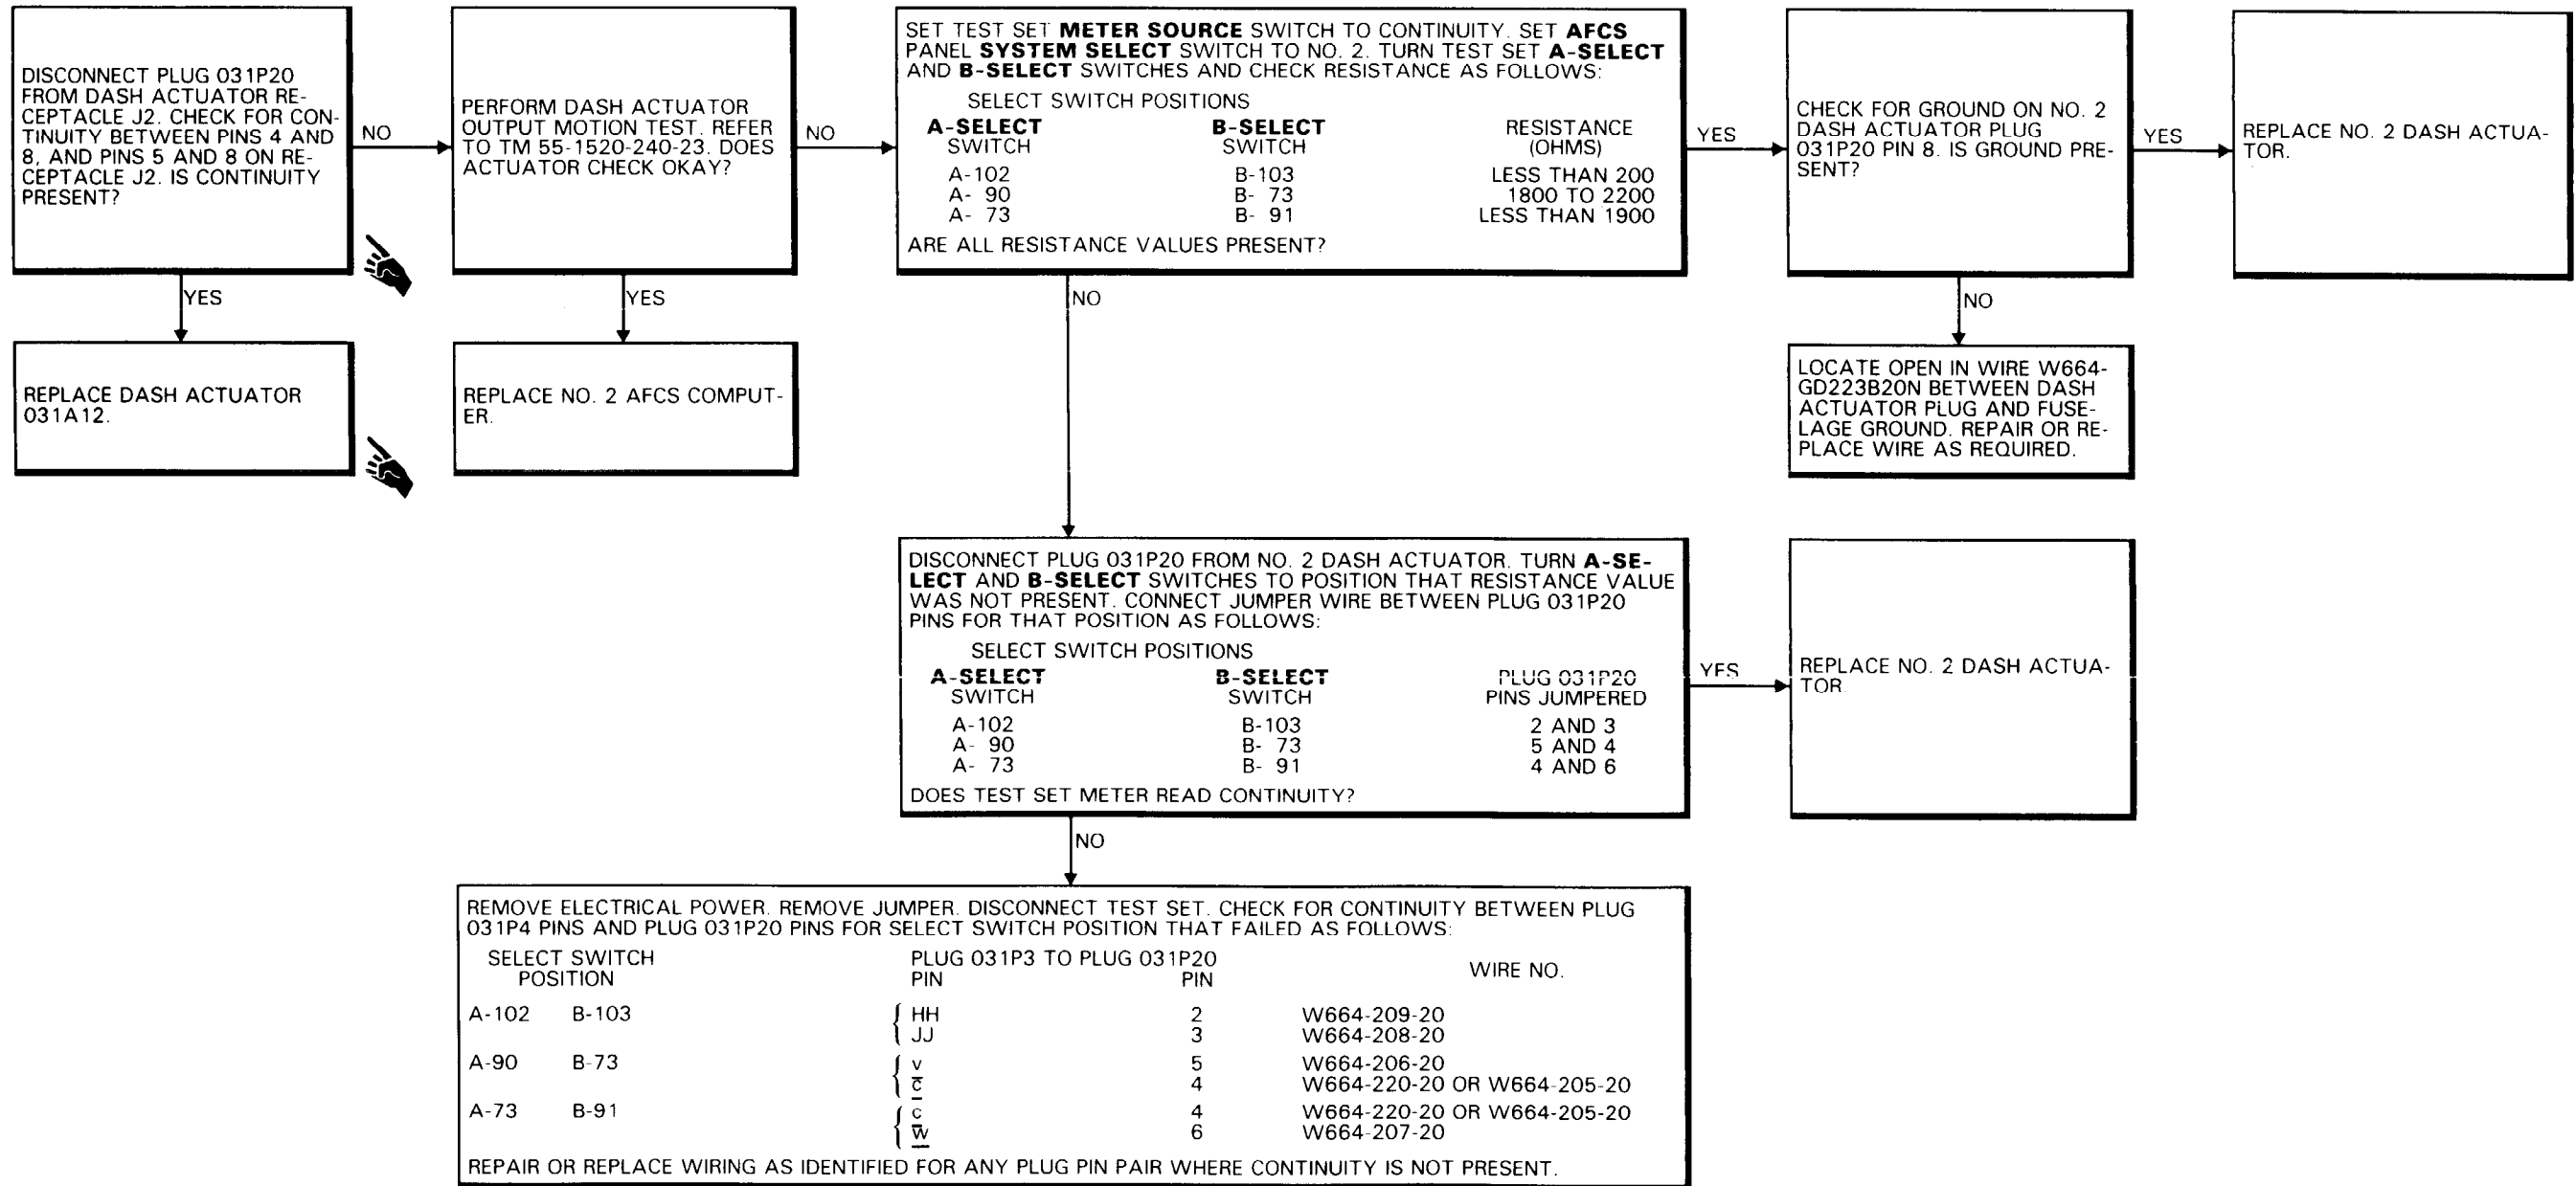 DISCONNECT PLUG 031P20
FROM DASH ACTUATOR RE-
CEPTACLE J2. CHECK FOR CON-
TINUITY BETWEEN PINS 4 AND
8, AND PINS 5 AND 8 ON RE-
CEPTACLE J2. IS CONTINUITY
PRESENT?
NO
YES
REPLACE DASH ACTUATOR
031A12.
PERFORM DASH ACTUATOR
OUTPUT MOTION TEST. REFER
TO TM 55-1520-240-23. DOES
ACTUATOR CHECK OKAY?
NO
YES
REPLACE NO. 2 AFCS COMPUT-
ER.
SET TEST SET METER SOURCE SWITCH TO CONTINUITY. SET AFCS
PANEL SYSTEM SELECT SWITCH TO NO. 2. TURN TEST SET A-SELECT
AND B-SELECT SWITCHES AND CHECK RESISTANCE AS FOLLOWS:
SELECT SWITCH POSITIONS
A-SELECT B-SELECT RESISTANCE
SWITCH SWITCH (OHMS)
A-102 B-103 LESS THAN 200
A- 90 B- 73 1800 TO 2200
A- 73 B- 91 LESS THAN 1900
ARE ALL RESISTANCE VALUES PRESENT?
YES
NO
CHECK FOR GROUND ON NO. 2
DASH ACTUATOR PLUG
031P20 PIN 8. IS GROUND PRE-
SENT?
YES
NO
REPLACE NO. 2 DASH ACTUA-
TOR.
LOCATE OPEN IN WIRE W664-
GD223B20N BETWEEN DASH
ACTUATOR PLUG AND FUSE-
LAGE GROUND. REPAIR OR RE-
PLACE WIRE AS REQUIRED.
DISCONNECT PLUG 031P20 FROM NO. 2 DASH ACTUATOR. TURN A-SE-
LECT AND B-SELECT SWITCHES TO POSITION THAT RESISTANCE VALUE
WAS NOT PRESENT. CONNECT JUMPER WIRE BETWEEN PLUG 031P20
PINS FOR THAT POSITION AS FOLLOWS:
SELECT SWITCH POSITIONS
A-SELECT B-SELECT PLUG 031P20
SWITCH SWITCH PINS JUMPERED
A-102 B-103 2 AND 3
A- 90 B- 73 5 AND 4
A- 73 B- 91 4 AND 6
DOES TEST SET METER READ CONTINUITY?
YES
NO
REPLACE NO. 2 DASH ACTUA-
TOR.
REMOVE ELECTRICAL POWER. REMOVE JUMPER. DISCONNECT TEST SET. CHECK FOR CONTINUITY BETWEEN PLUG
031P4 PINS AND PLUG 031P20 PINS FOR SELECT SWITCH POSITION THAT FAILED AS FOLLOWS:
SELECT SWITCH PLUG 031P3 TO PLUG 031P20 WIRE NO.
POSITION PIN PIN
A-102 B-103 HH 2 W664-209-20
JJ 3 W664-208-20
A-90 B-73 v 5 W664-206-20
c 4 W664-220-20 OR W664-205-20
A-73 B-91 c 4 W664-220-20 OR W664-205-20
w 6 W664-207-20
REPAIR OR REPLACE WIRING AS IDENTIFIED FOR ANY PLUG PIN PAIR WHERE CONTINUITY IS NOT PRESENT.